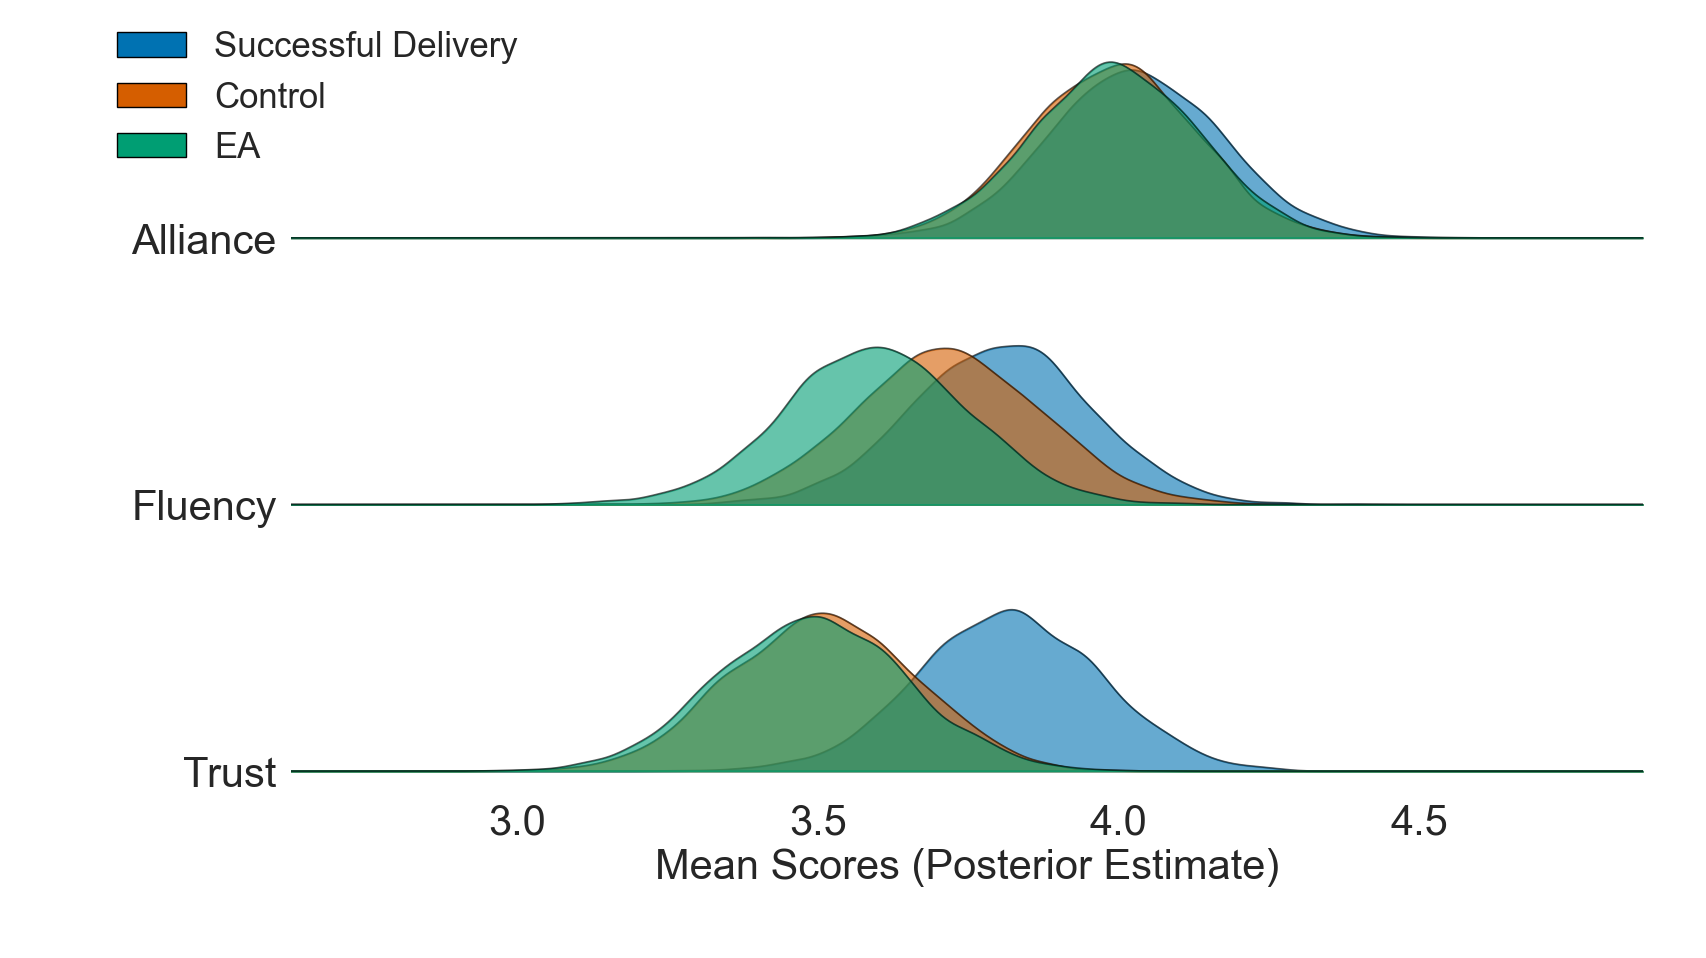 Successful Delivery
Control
EA
Alliance
Fluency
Trust
3.0 3.5 4.0 4.5
Mean Scores (Posterior Estimate)